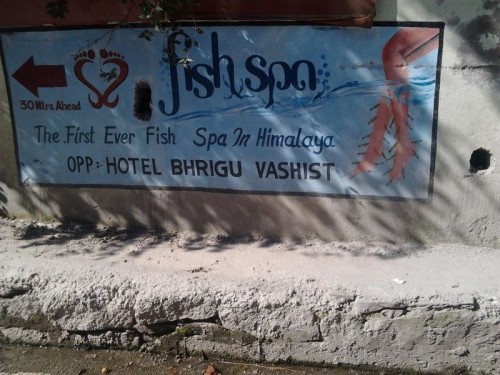 fish spa
30 Mtrs. Ahead
The First Ever Fish Spa In Himalaya
OPP:- HOTEL BHRIGU VASHIST